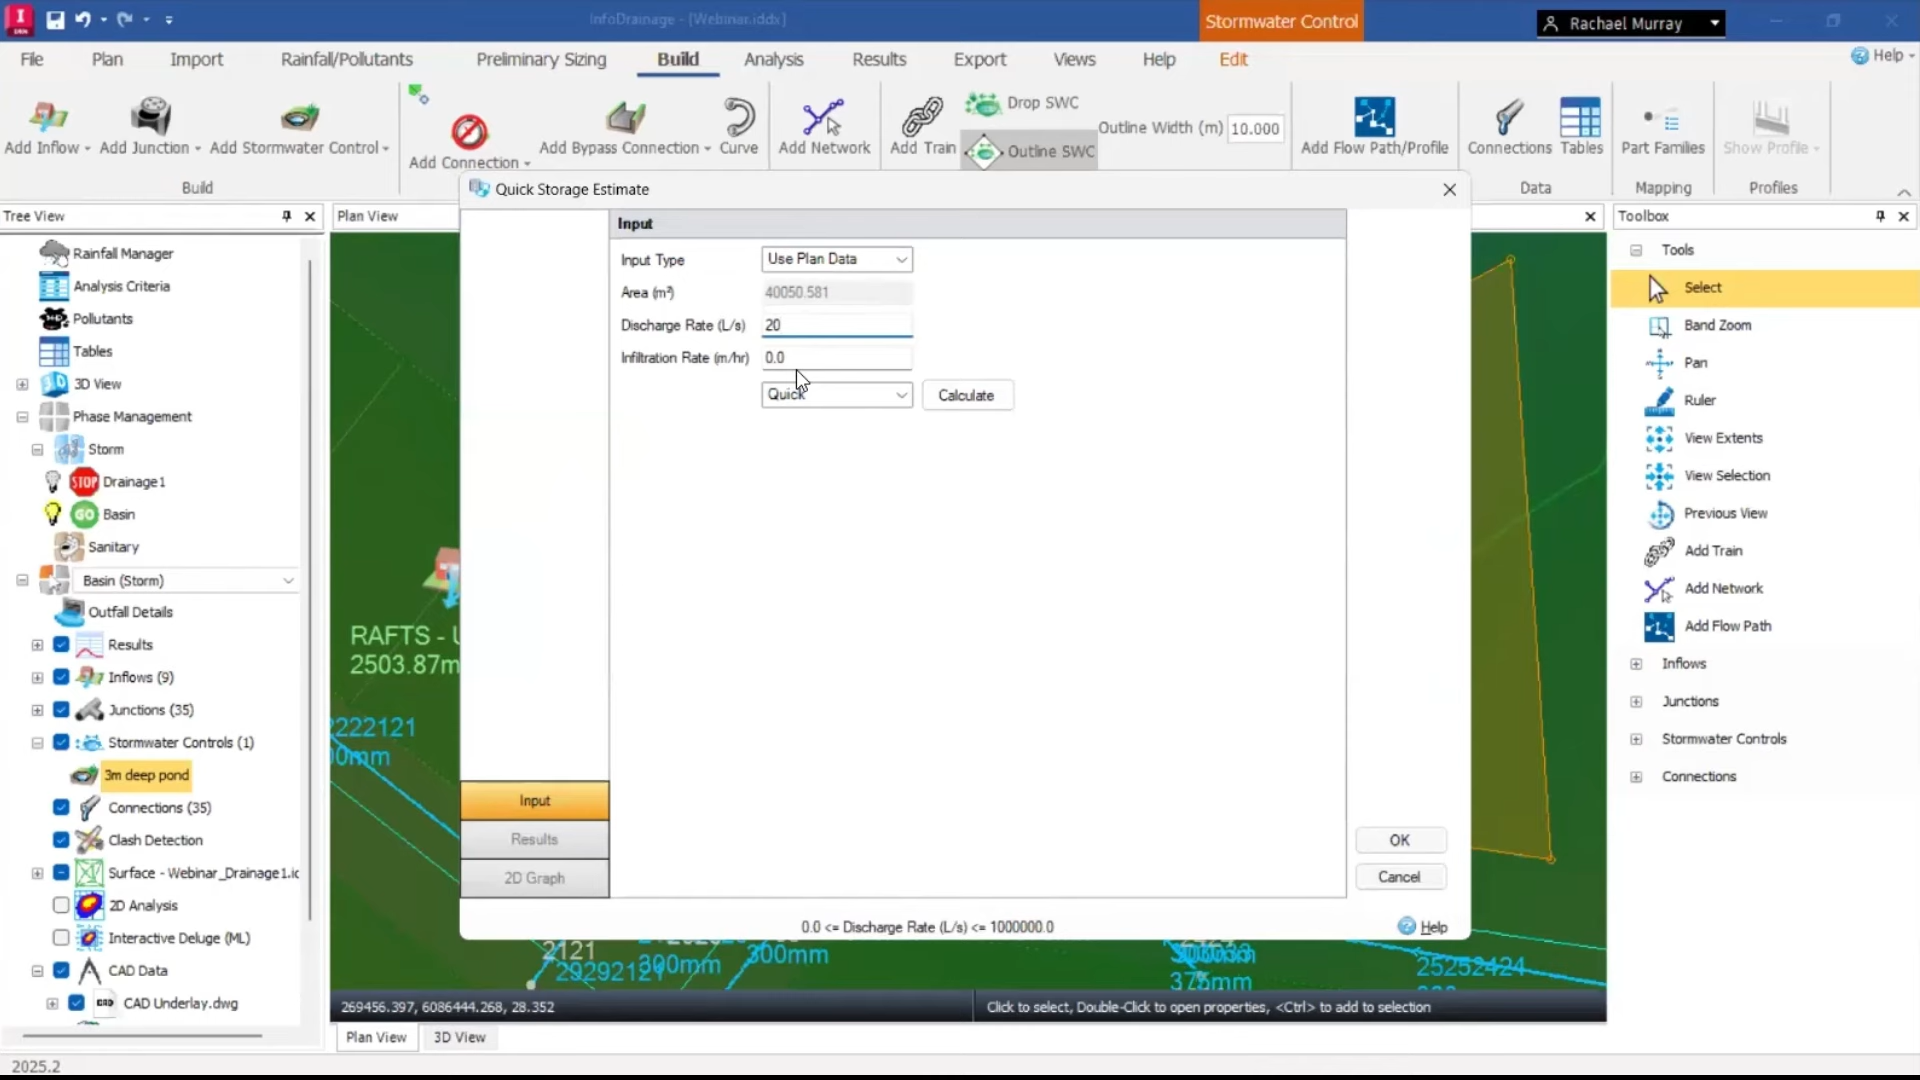 InfoDrainage - [Webinar.iddx]
Stormwater Control
Rachael Murray
File Plan Import Rainfall/Pollutants Preliminary Sizing Build Analysis Results Export Views Help Edit
Help
Add Inflow
Add Junction
Add Stormwater Control
Add Connection
Add Bypass Connection
Curve
Add Network
Add Train
Drop SWC
Outline SWC
Outline Width (m) 10.000
Add Flow Path/Profile
Connections
Tables
Part Families
Show Profile
Build
Data
Mapping
Profiles
Tree View
Rainfall Manager
Analysis Criteria
Pollutants
Tables
3D View
Phase Management
Storm
STOP Drainage1
GO Basin
Sanitary
Basin (Storm)
Outfall Details
Results
Inflows (9)
Junctions (35)
Stormwater Controls (1)
3m deep pond
Connections (35)
Clash Detection
Surface - Webinar_Drainage1.ic
2D Analysis
Interactive Deluge (ML)
CAD Data
CAD Underlay.dwg
Plan View
RAFTS -
2503.87m
2222121
00mm
Quick Storage Estimate
Input
Input Type Use Plan Data
Area (m²) 40050.581
Discharge Rate (L/s) 20
Infiltration Rate (m/hr) 0.0
Quick Calculate
Input
Results
2D Graph
OK
Cancel
0.0 <= Discharge Rate (L/s) <= 1000000.0
Help
2121
300mm
300mm
375mm
25252424
269456.397, 6086444.268, 28.352
Click to select, Double-Click to open properties, <Ctrl> to add to selection
Plan View 3D View
Toolbox
Tools
Select
Band Zoom
Pan
Ruler
View Extents
View Selection
Previous View
Add Train
Add Network
Add Flow Path
Inflows
Junctions
Stormwater Controls
Connections
2025.2